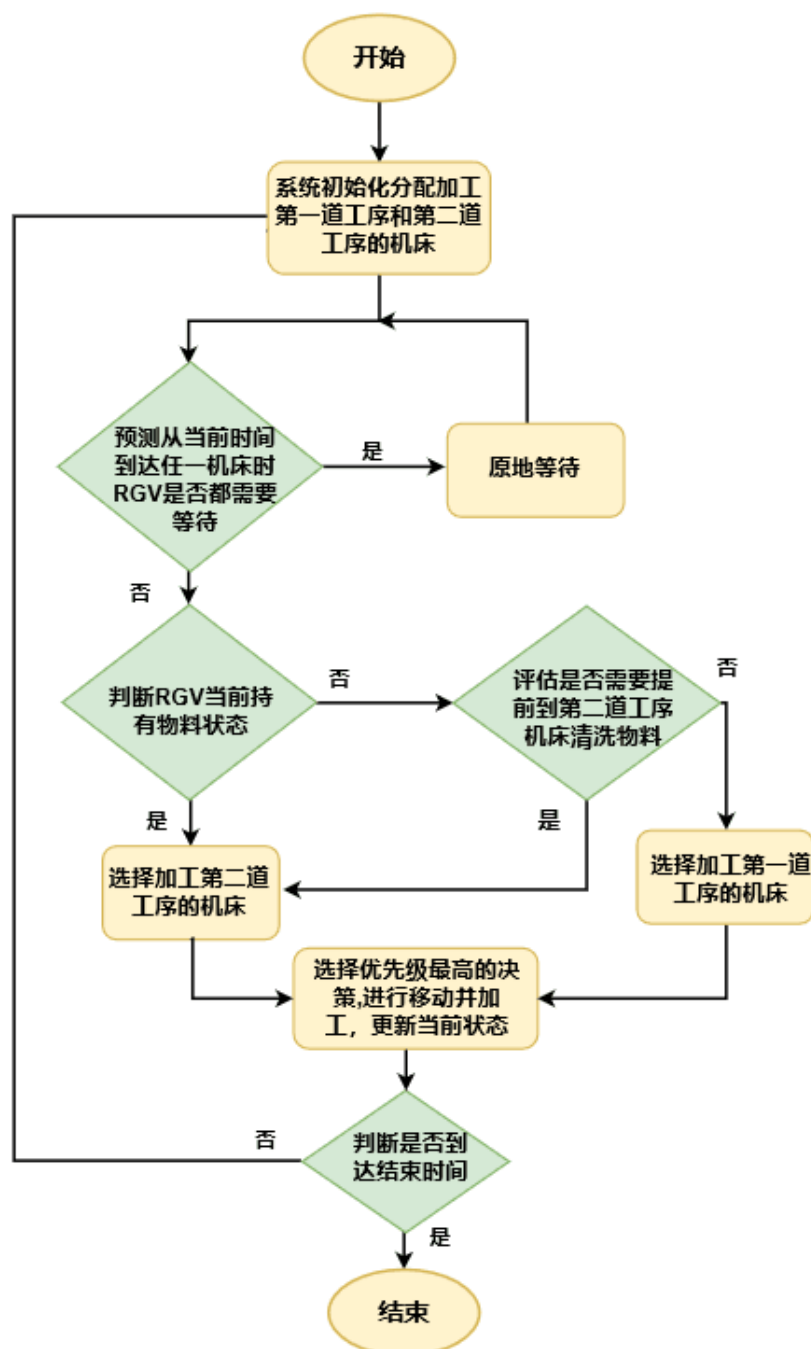 开始
系统初始化分配加工
第一道工序和第二道
工序的机床
预测从当前时间
到达任一机床时
RGV是否都需要
等待
是
原地等待
否
判断RGV当前持
有物料状态
否
评估是否需要提
前到第二道工序
机床清洗物料
否
是
是
选择加工第二道
工序的机床
选择加工第一道
工序的机床
选择优先级最高的决
策,进行移动并加
工，更新当前状态
否
判断是否到
达结束时间
是
结束